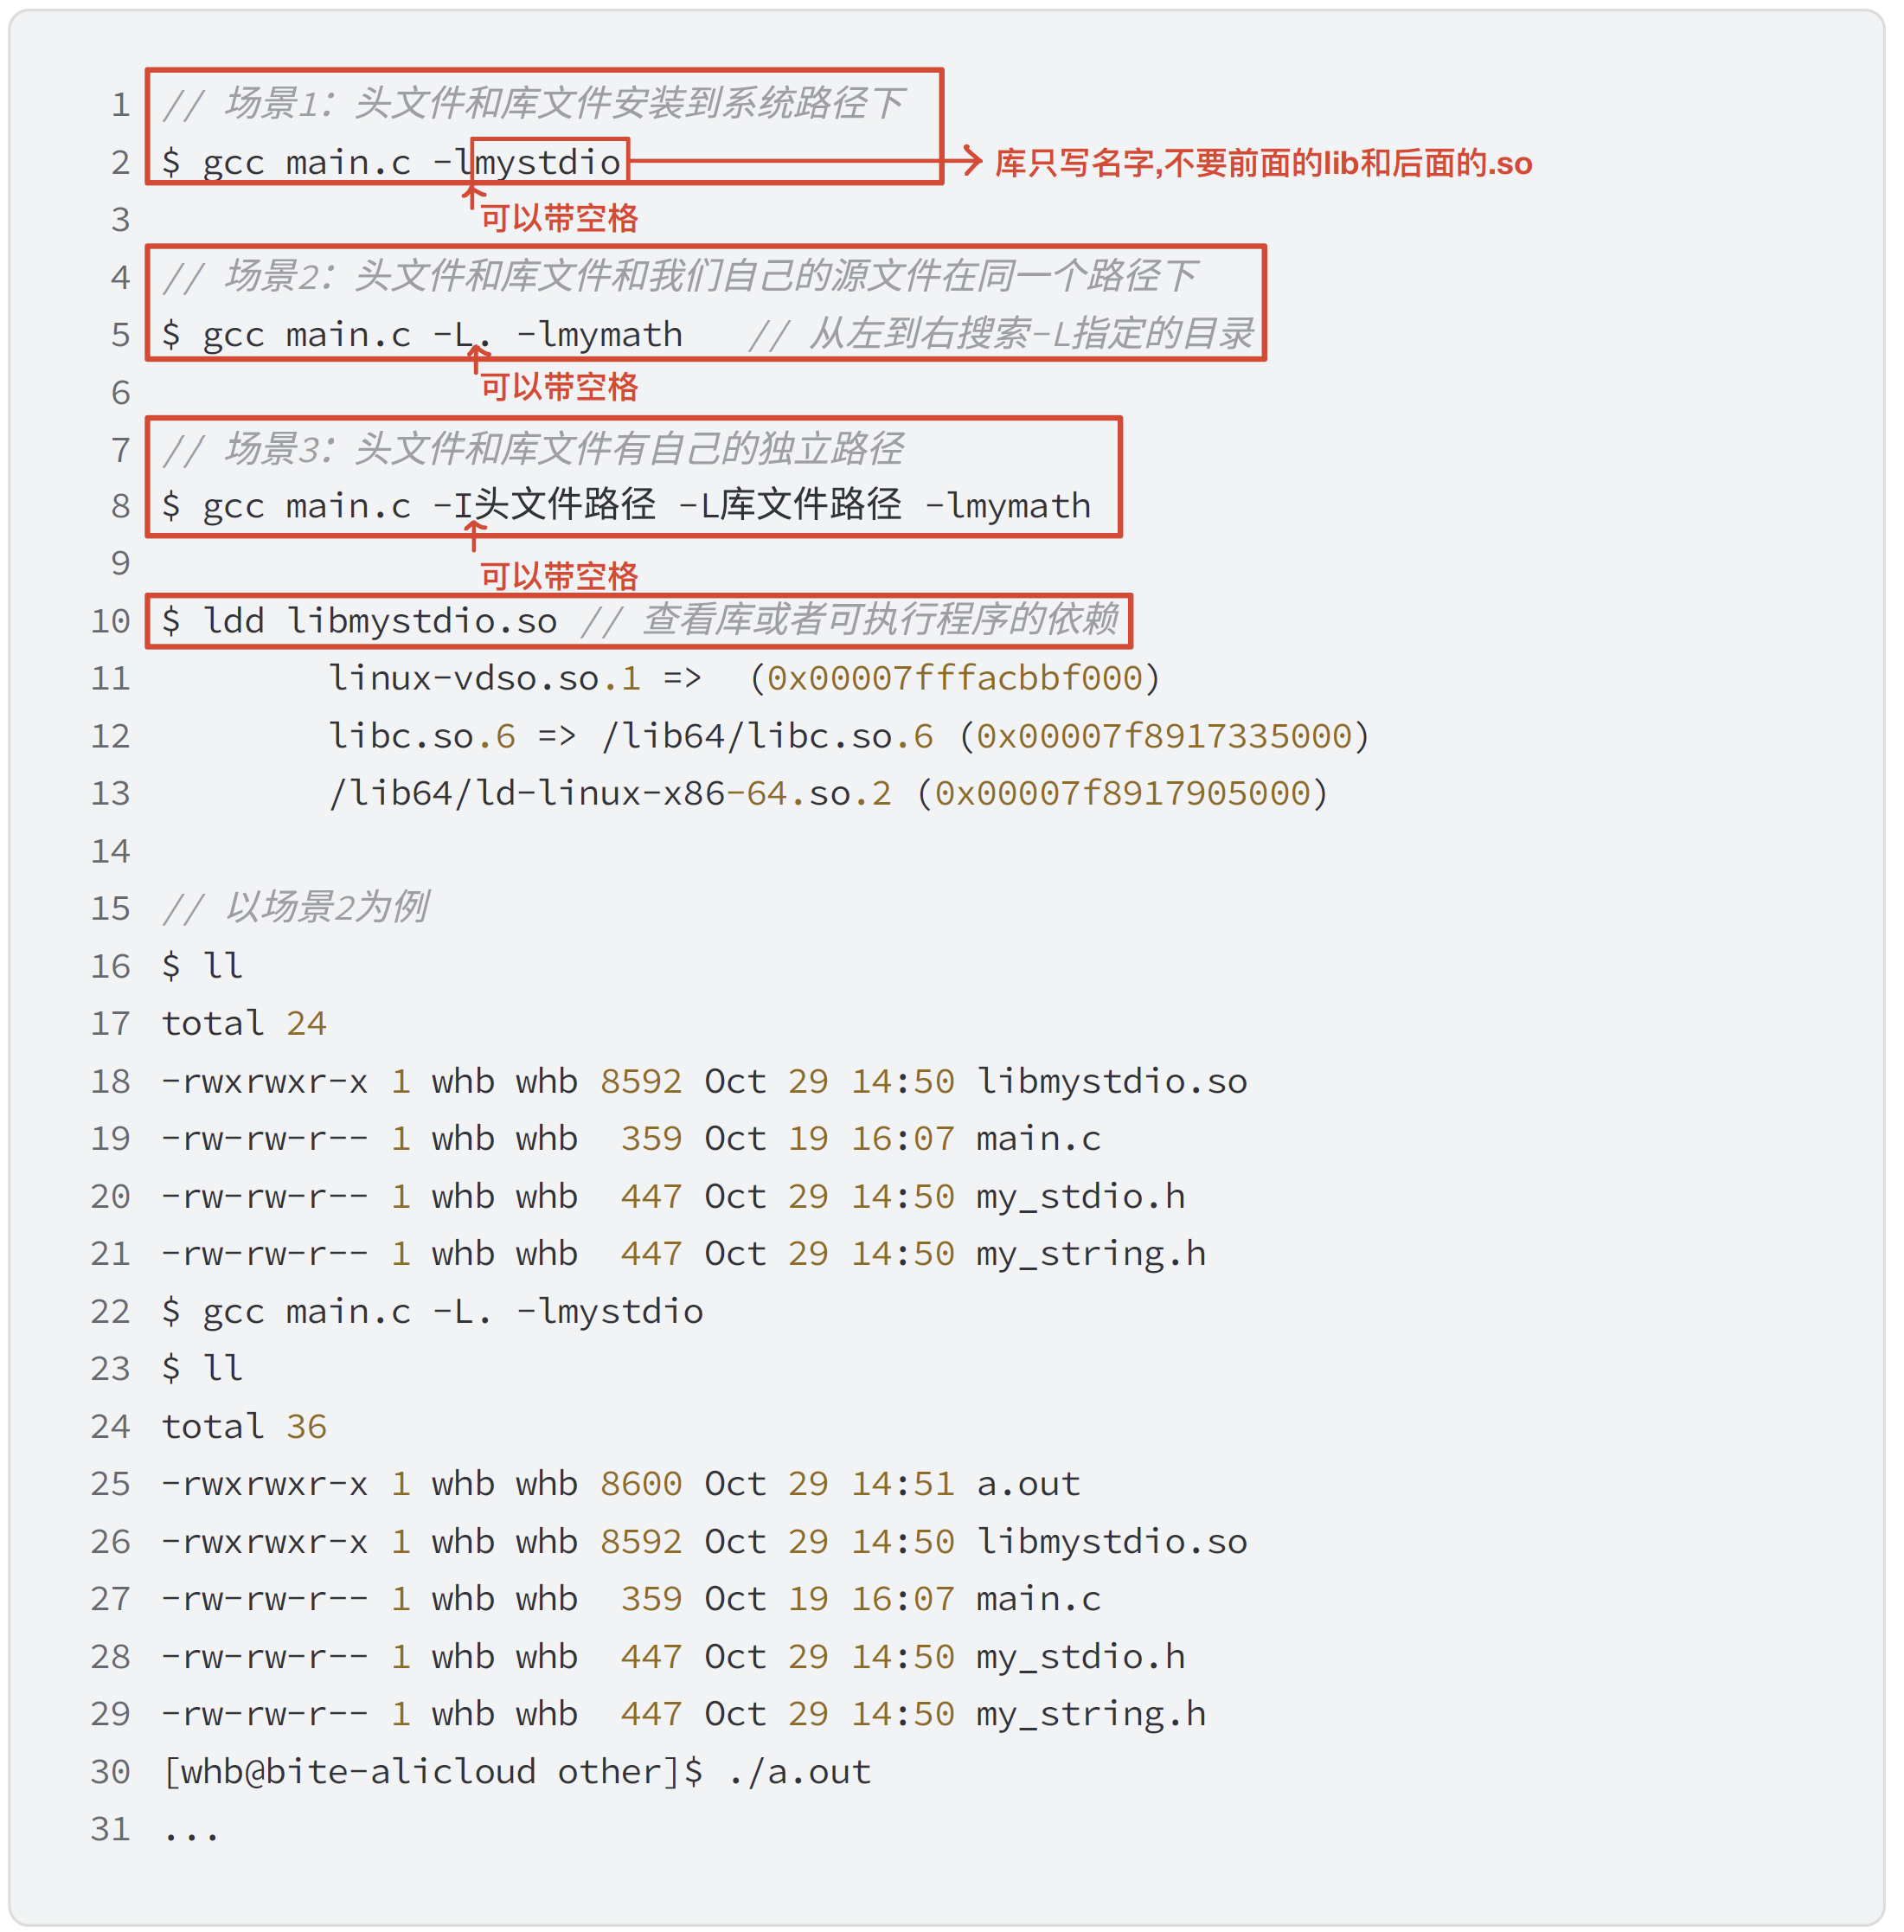 1 // 场景1：头文件和库文件安装到系统路径下
2 $ gcc main.c -lmystdio
库只写名字,不要前面的lib和后面的.so
3
可以带空格
4 // 场景2：头文件和库文件和我们自己的源文件在同一个路径下
5 $ gcc main.c -L. -lmymath // 从左到右搜索-L指定的目录
6
可以带空格
7 // 场景3：头文件和库文件有自己的独立路径
8 $ gcc main.c -I头文件路径 -L库文件路径 -lmymath
9
可以带空格
10 $ ldd libmystdio.so // 查看库或者可执行程序的依赖
11 linux-vdso.so.1 => (0x00007fffacbbf000)
12 libc.so.6 => /lib64/libc.so.6 (0x00007f8917335000)
13 /lib64/ld-linux-x86-64.so.2 (0x00007f8917905000)
14
15 // 以场景2为例
16 $ ll
17 total 24
18 -rwxrwxr-x 1 whb whb 8592 Oct 29 14:50 libmystdio.so
19 -rw-rw-r-- 1 whb whb 359 Oct 19 16:07 main.c
20 -rw-rw-r-- 1 whb whb 447 Oct 29 14:50 my_stdio.h
21 -rw-rw-r-- 1 whb whb 447 Oct 29 14:50 my_string.h
22 $ gcc main.c -L. -lmystdio
23 $ ll
24 total 36
25 -rwxrwxr-x 1 whb whb 8600 Oct 29 14:51 a.out
26 -rwxrwxr-x 1 whb whb 8592 Oct 29 14:50 libmystdio.so
27 -rw-rw-r-- 1 whb whb 359 Oct 19 16:07 main.c
28 -rw-rw-r-- 1 whb whb 447 Oct 29 14:50 my_stdio.h
29 -rw-rw-r-- 1 whb whb 447 Oct 29 14:50 my_string.h
30 [whb@bite-alicloud other]$ ./a.out
31 ...